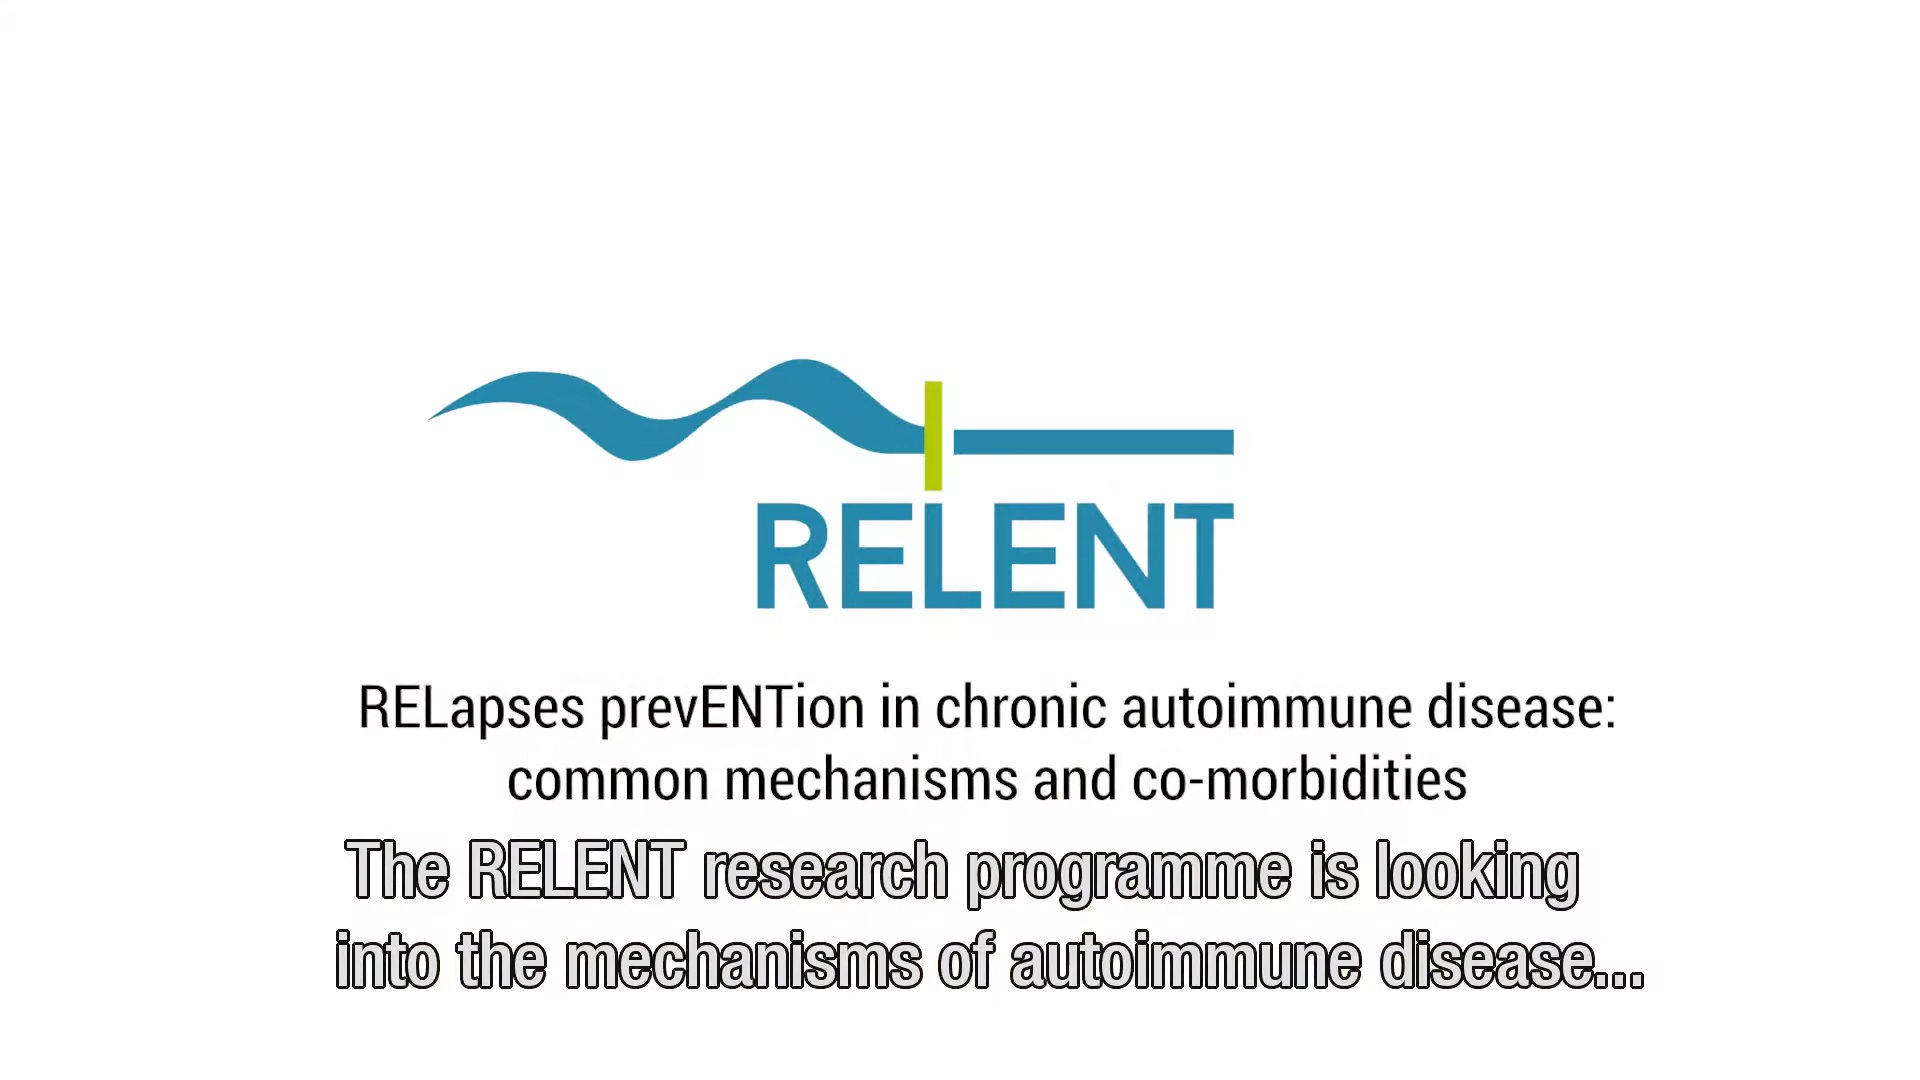 RELENT
RELapses prevENTion in chronic autoimmune disease:
common mechanisms and co-morbidities
The RELENT research programme is looking
into the mechanisms of autoimmune disease...